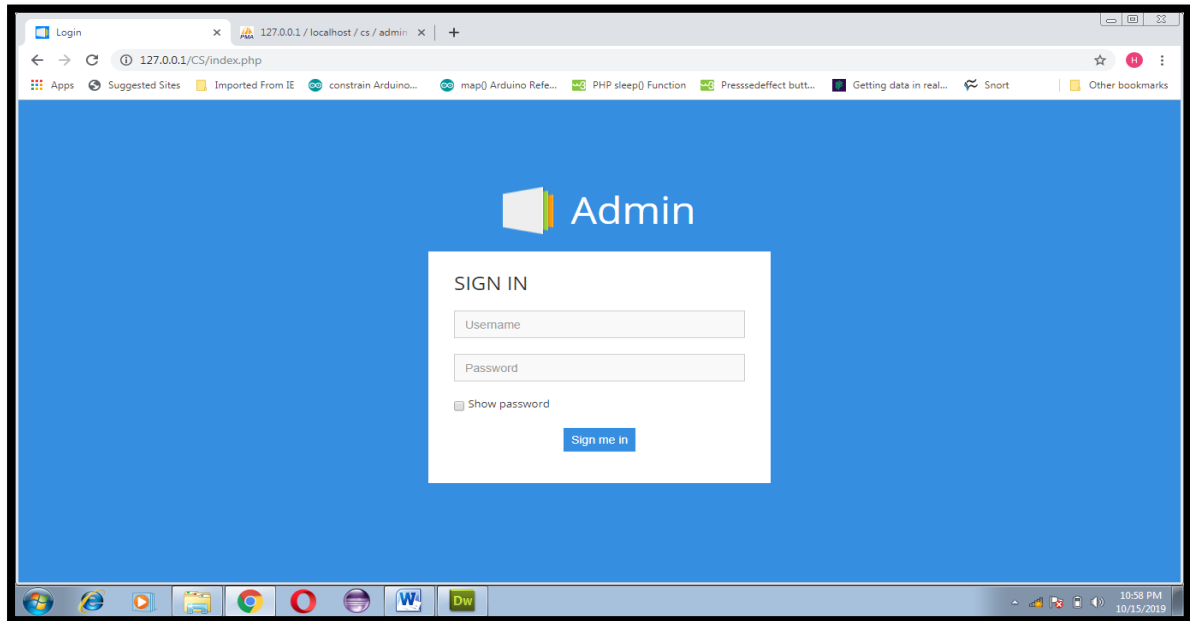 Login
127.0.0.1 / localhost / cs / admin
127.0.0.1/CS/index.php
H
Apps Suggested Sites Imported From IE constrain Arduino... map() Arduino Refe... PHP sleep() Function Presssedeffect butt... Getting data in real... Snort Other bookmarks
Admin
SIGN IN
Username
Password
Show password
Sign me in
W
Dw
10:58 PM
10/15/2019